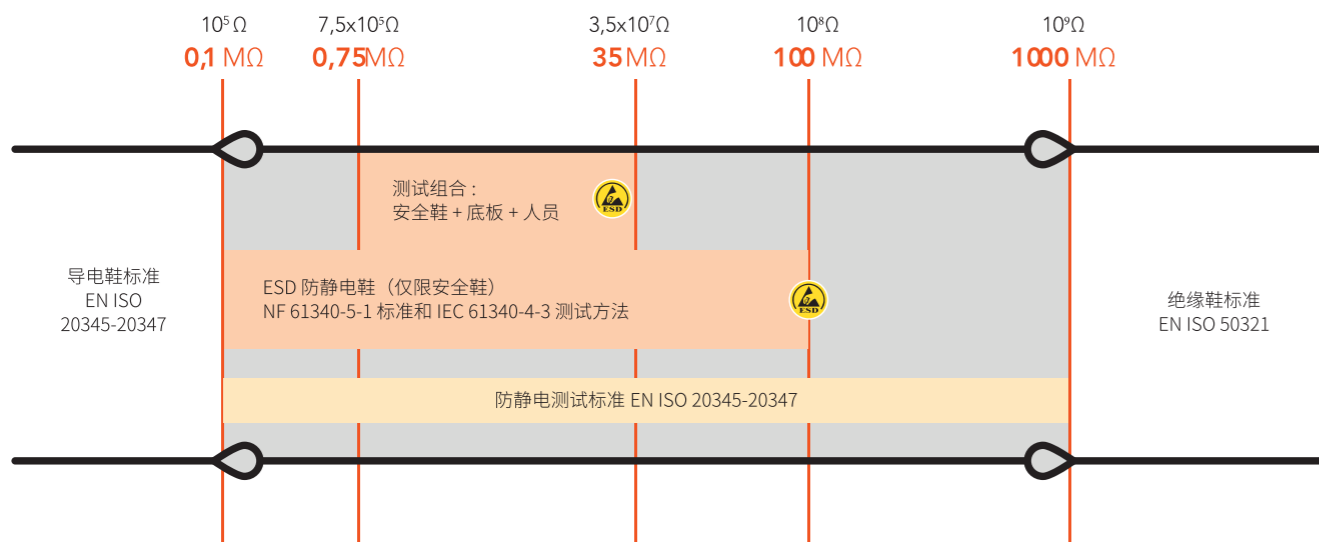 10⁵ Ω
7,5x10⁵Ω
3,5x10⁷Ω
10⁸Ω
10⁹Ω
0,1 MΩ
0,75MΩ
35 MΩ
100 MΩ
1000 MΩ
测试组合 :
安全鞋 + 底板 + 人员
ESD
导电鞋标准
EN ISO
20345-20347
ESD 防静电鞋（仅限安全鞋）
NF 61340-5-1 标准和 IEC 61340-4-3 测试方法
ESD
绝缘鞋标准
EN ISO 50321
防静电测试标准 EN ISO 20345-20347